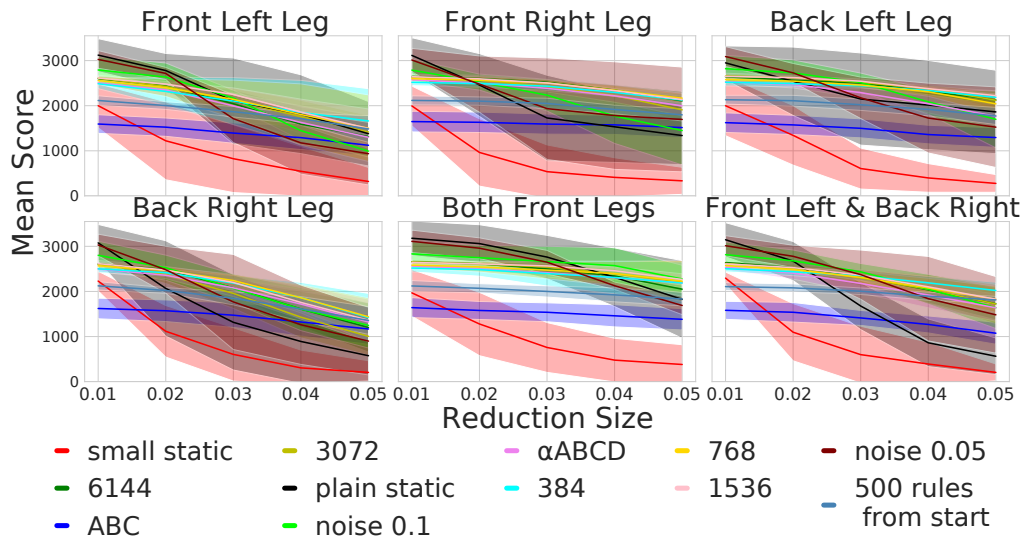 Front Left Leg
Front Right Leg
Back Left Leg
3000
2000
1000
0
Back Right Leg
Both Front Legs
Front Left & Back Right
3000
2000
1000
0
0.01 0.02 0.03 0.04 0.05
0.01 0.02 0.03 0.04 0.05
0.01 0.02 0.03 0.04 0.05
Mean Score
Reduction Size
small static
3072
αABCD
768
noise 0.05
6144
plain static
384
1536
500 rules
from start
ABC
noise 0.1